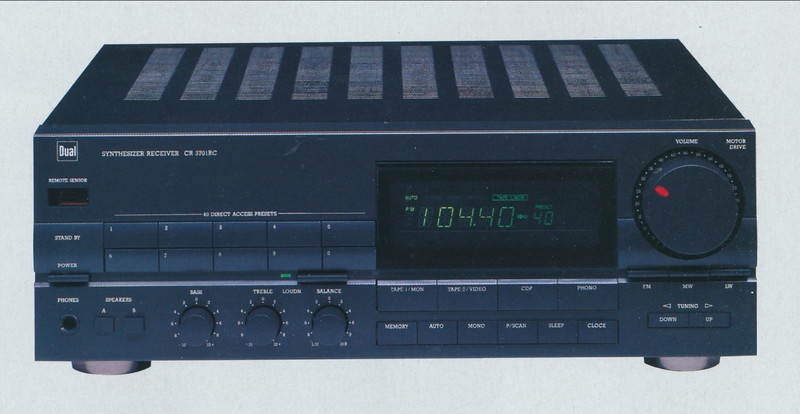 Dual
SYNTHESIZER RECEIVER CR 3701RC
REMOTE SENSOR
40 DIRECT ACCESS PRESETS
STAND BY
POWER
1 2 3 4 5
6 7 8 9 0
PHONES
SPEAKERS
A B
BASS
TREBLE
LOUDN.
BALANCE
AUTO
FM 104.40 MHz
PRESET
40
TAPE 1/MON
TAPE 2/VIDEO
CDP
PHONO
MEMORY
AUTO
MONO
P/SCAN
SLEEP
CLOCK
VOLUME
MOTOR
DRIVE
FM
MW
LW
TUNING
DOWN
UP